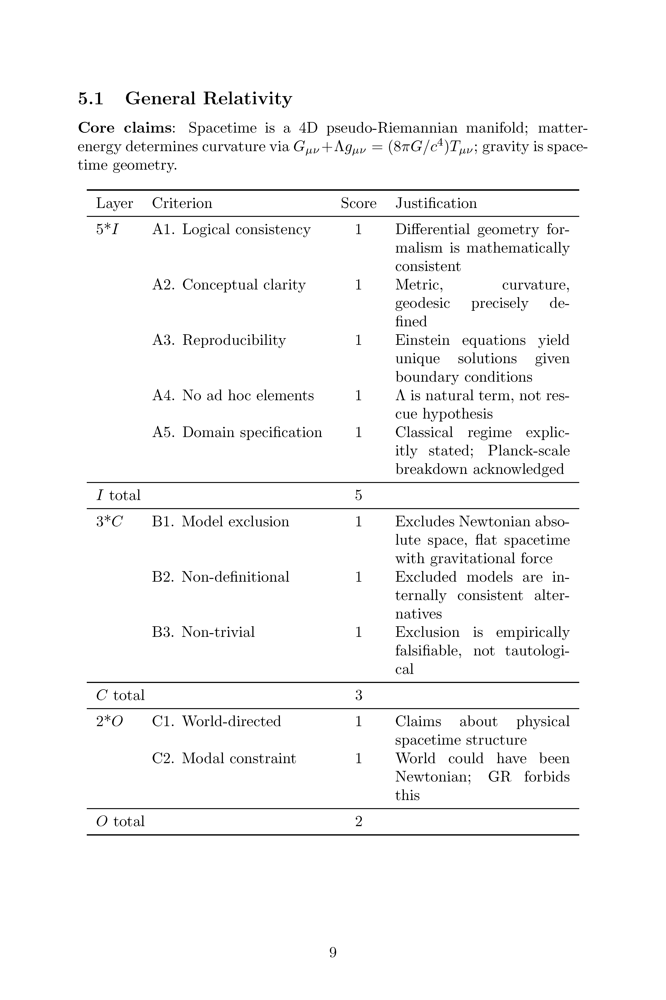 5.1 General Relativity
Core claims: Spacetime is a 4D pseudo-Riemannian manifold; matter-
energy determines curvature via Gμν+Λgμν = (8πG/c⁴)Tμν; gravity is space-
time geometry.
Layer Criterion Score Justification
5*I A1. Logical consistency 1 Differential geometry for-
malism is mathematically
consistent
A2. Conceptual clarity 1 Metric, curvature,
geodesic precisely de-
fined
A3. Reproducibility 1 Einstein equations yield
unique solutions given
boundary conditions
A4. No ad hoc elements 1 Λ is natural term, not res-
cue hypothesis
A5. Domain specification 1 Classical regime explic-
itly stated; Planck-scale
breakdown acknowledged
I total 5
3*C B1. Model exclusion 1 Excludes Newtonian abso-
lute space, flat spacetime
with gravitational force
B2. Non-definitional 1 Excluded models are in-
ternally consistent alter-
natives
B3. Non-trivial 1 Exclusion is empirically
falsifiable, not tautologi-
cal
C total 3
2*O C1. World-directed 1 Claims about physical
spacetime structure
C2. Modal constraint 1 World could have been
Newtonian; GR forbids
this
O total 2
9